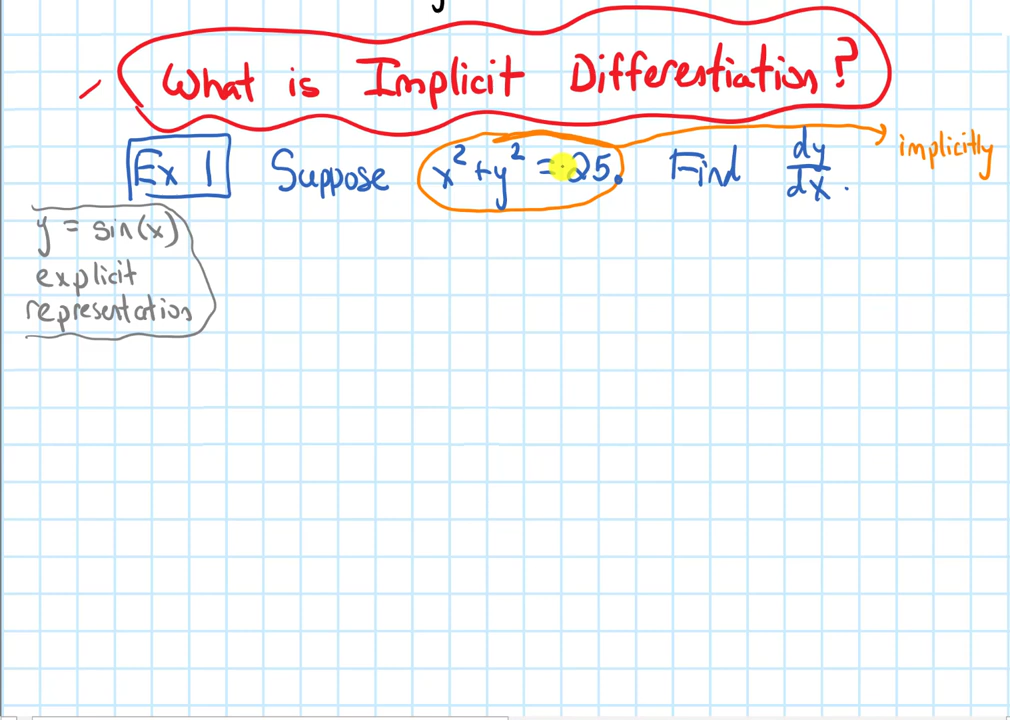 What is Implicit Differentiation?
Ex 1 Suppose x² + y² = 25. Find dy/dx.
implicitly
y = sin(x)
explicit
representation